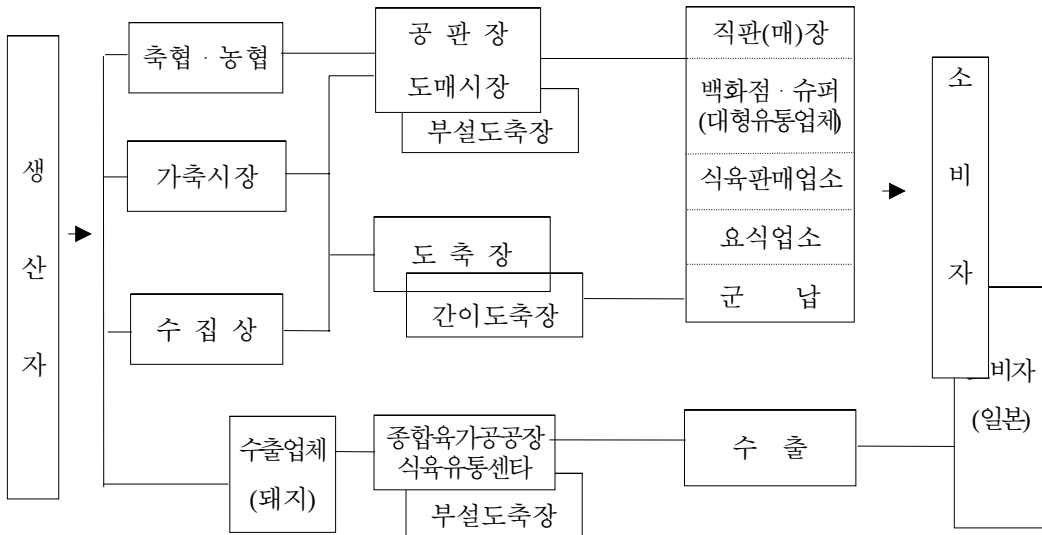 생
산
자
축협 · 농협
가축시장
수 집 상
수출업체
(돼지)
공 판 장
도매시장
부설도축장
도 축 장
간이도축장
종합육가공공장
식육유통센타
부설도축장
직판(매)장
백화점 · 슈퍼
(대형유통업체)
식육판매업소
요식업소
군 납
수 출
소
비
자
비자
(일본)